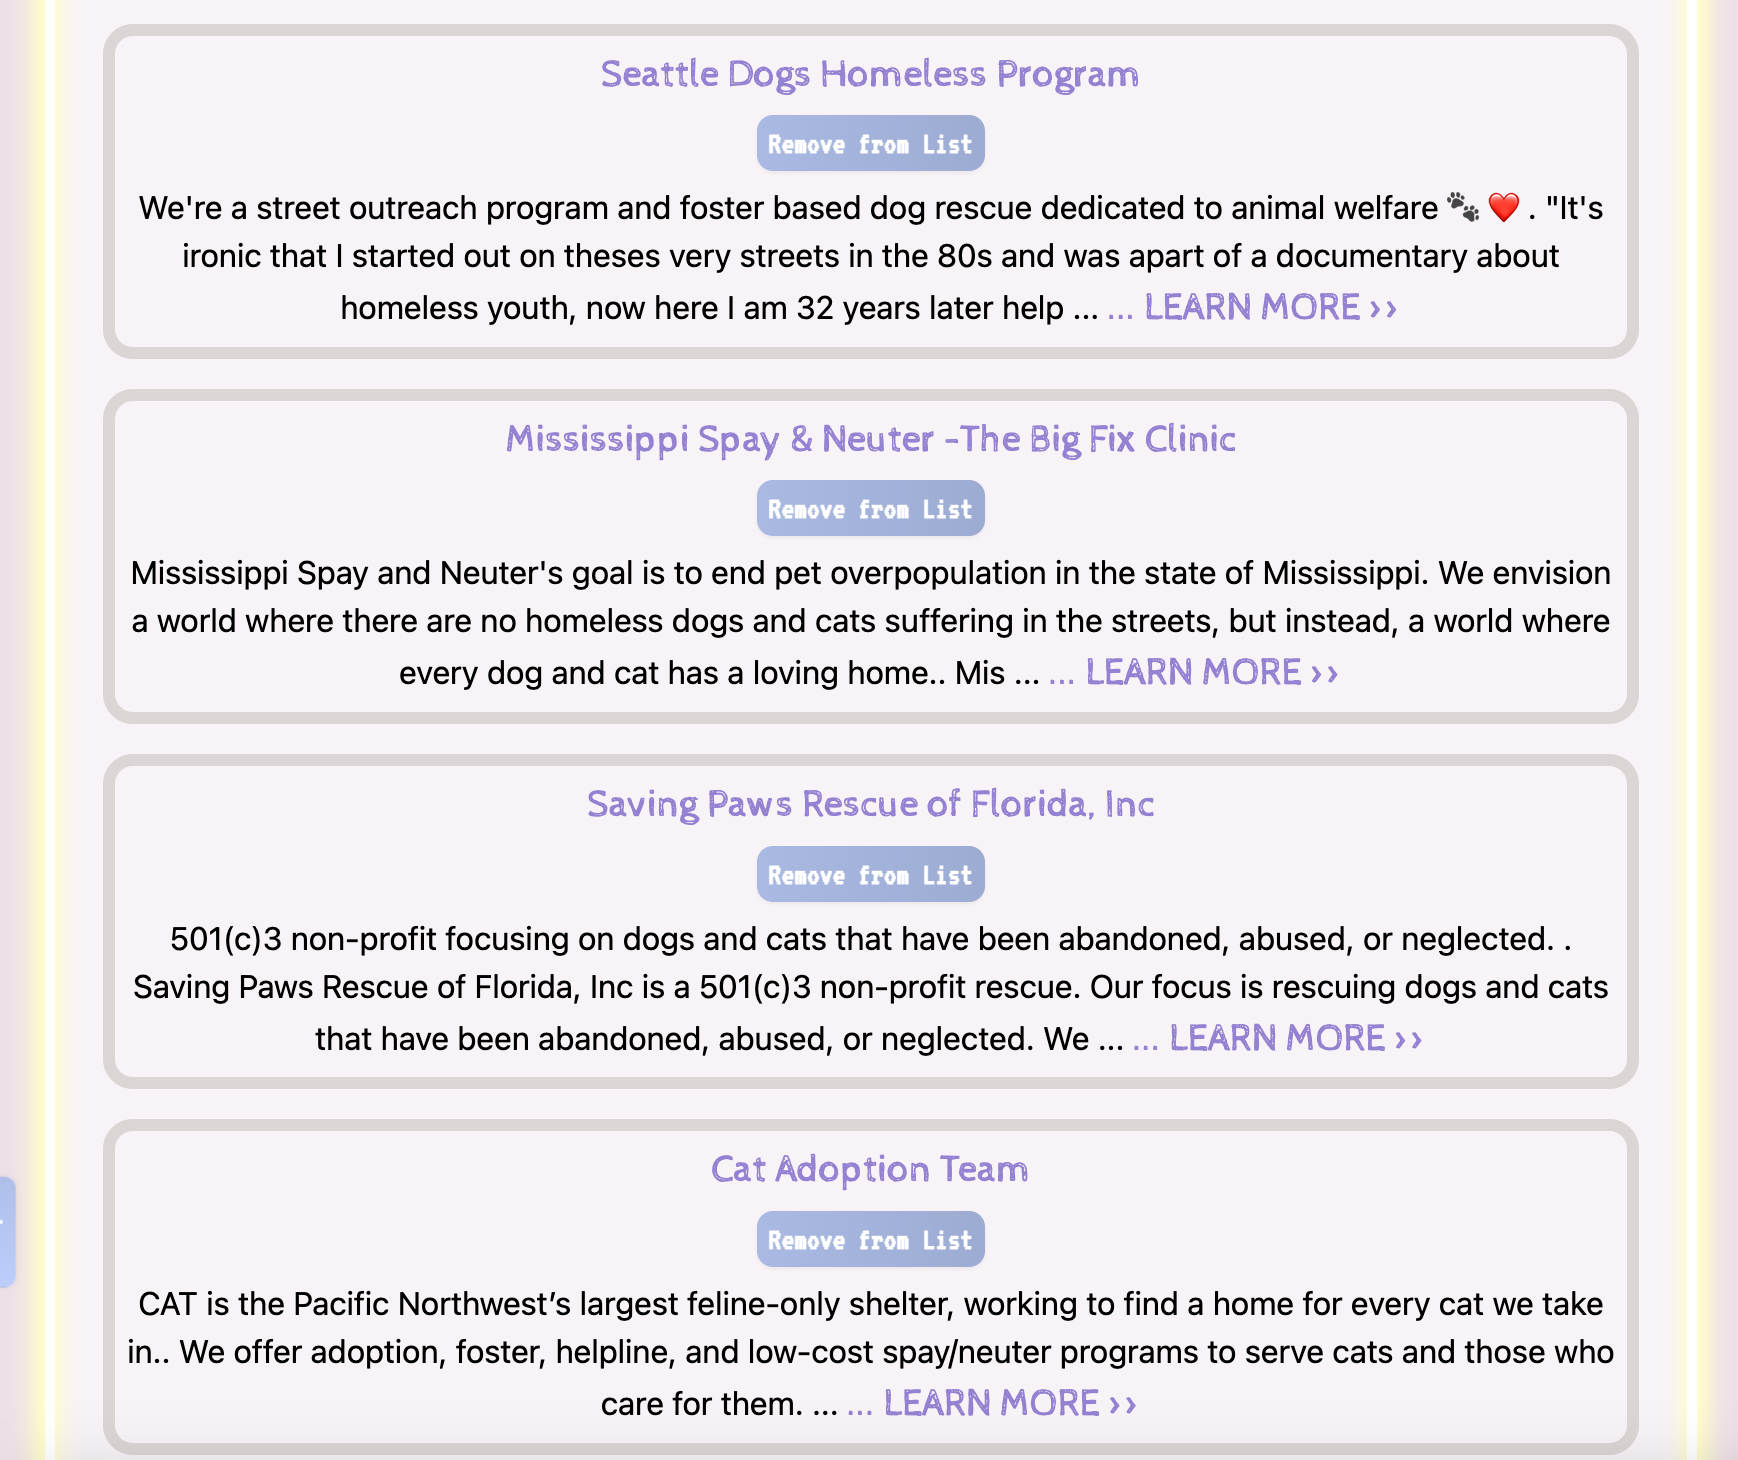 Seattle Dogs Homeless Program
Remove from List
We're a street outreach program and foster based dog rescue dedicated to animal welfare 🐾 ❤️ . "It's
ironic that I started out on theses very streets in the 80s and was apart of a documentary about
homeless youth, now here I am 32 years later help ... ... LEARN MORE >>
Mississippi Spay & Neuter -The Big Fix Clinic
Remove from List
Mississippi Spay and Neuter's goal is to end pet overpopulation in the state of Mississippi. We envision
a world where there are no homeless dogs and cats suffering in the streets, but instead, a world where
every dog and cat has a loving home.. Mis ... ... LEARN MORE >>
Saving Paws Rescue of Florida, Inc
Remove from List
501(c)3 non-profit focusing on dogs and cats that have been abandoned, abused, or neglected. .
Saving Paws Rescue of Florida, Inc is a 501(c)3 non-profit rescue. Our focus is rescuing dogs and cats
that have been abandoned, abused, or neglected. We ... ... LEARN MORE >>
Cat Adoption Team
Remove from List
CAT is the Pacific Northwest’s largest feline-only shelter, working to find a home for every cat we take
in.. We offer adoption, foster, helpline, and low-cost spay/neuter programs to serve cats and those who
care for them. ... ... LEARN MORE >>